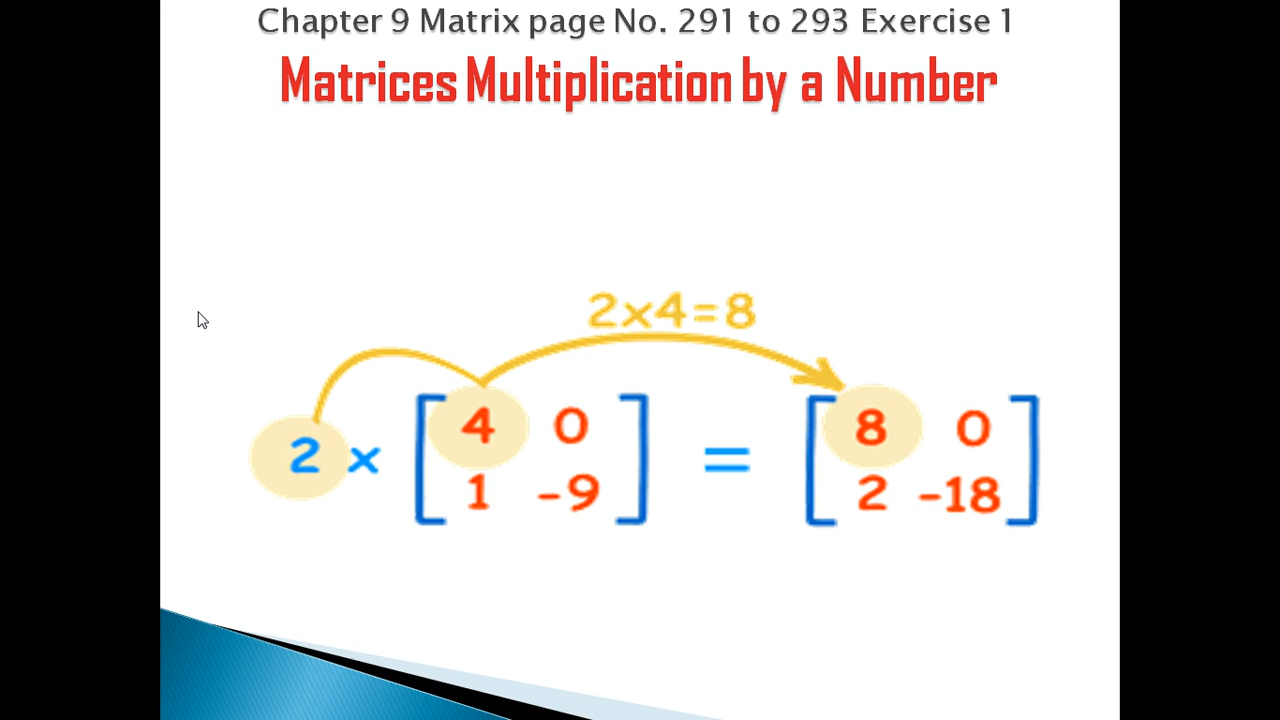 Chapter 9 Matrix page No. 291 to 293 Exercise 1
Matrices Multiplication by a Number
2x4=8
2 x [ 4 0 ] = [ 8 0 ]
[ 1 -9 ] [ 2 -18 ]